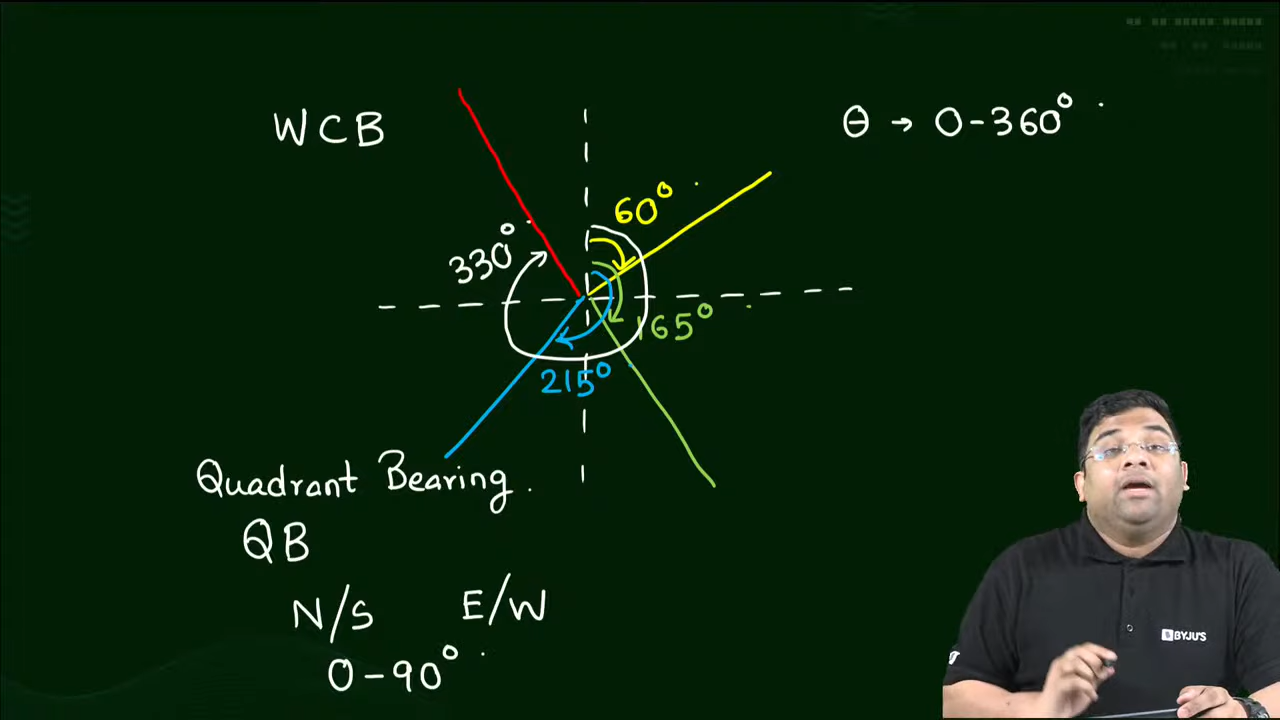 WCB
θ → 0-360°
60°
330°
165°
215°
Quadrant Bearing.
QB
N/S E/W
0-90°
BYJU'S